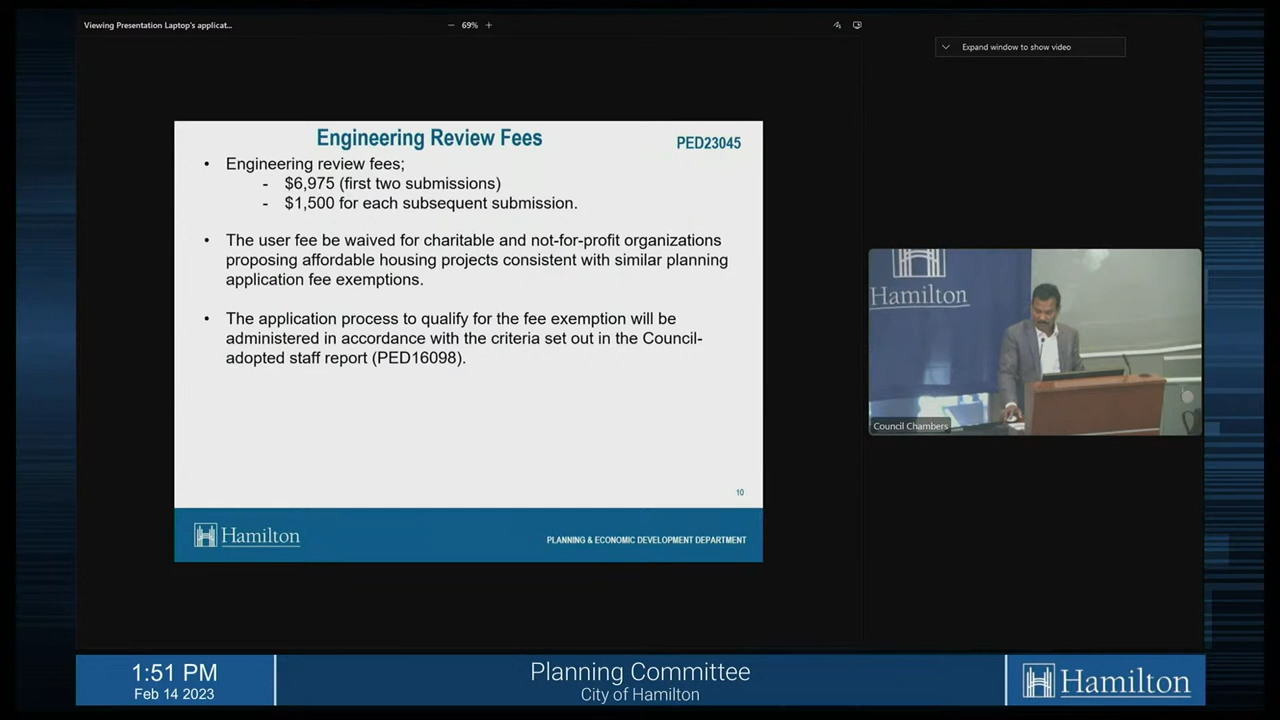 Viewing Presentation Laptop's applicat...
69%
Expand window to show video
Engineering Review Fees
PED23045
• Engineering review fees;
- $6,975 (first two submissions)
- $1,500 for each subsequent submission.
• The user fee be waived for charitable and not-for-profit organizations
proposing affordable housing projects consistent with similar planning
application fee exemptions.
• The application process to qualify for the fee exemption will be
administered in accordance with the criteria set out in the Council-
adopted staff report (PED16098).
10
Hamilton
PLANNING & ECONOMIC DEVELOPMENT DEPARTMENT
Hamilton
Council Chambers
1:51 PM
Feb 14 2023
Planning Committee
City of Hamilton
Hamilton